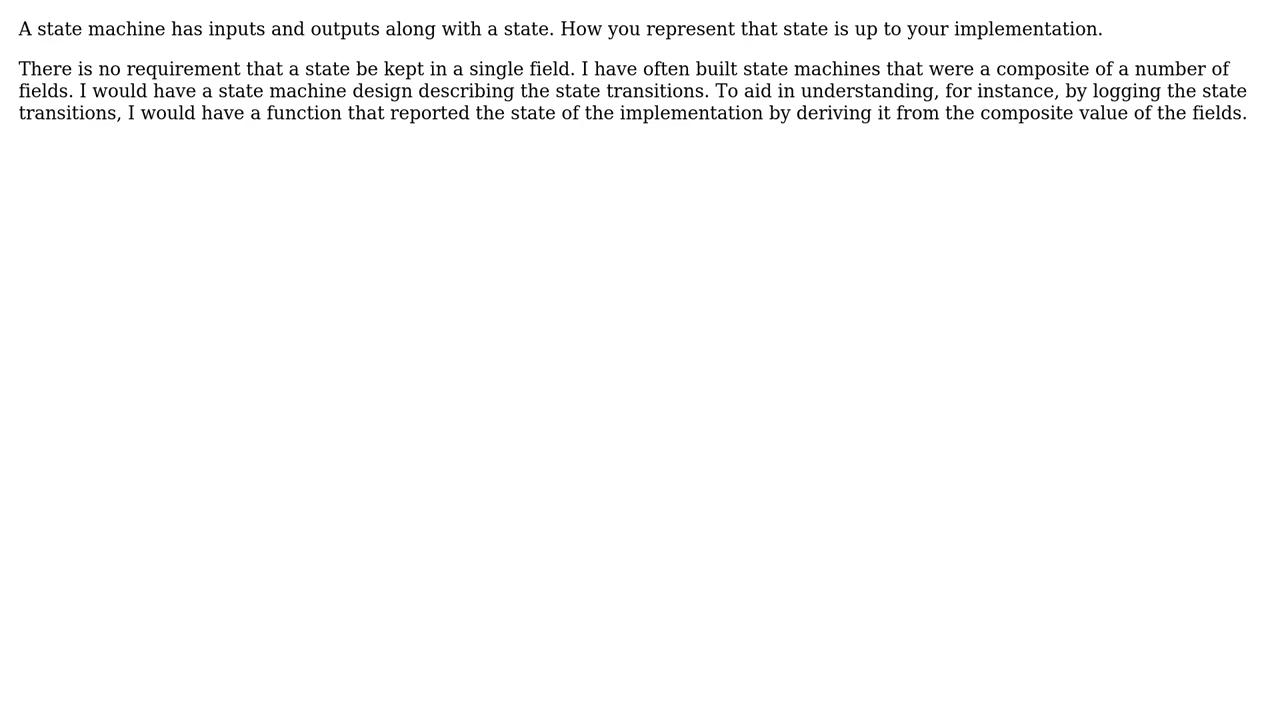 A state machine has inputs and outputs along with a state. How you represent that state is up to your implementation.
There is no requirement that a state be kept in a single field. I have often built state machines that were a composite of a number of
fields. I would have a state machine design describing the state transitions. To aid in understanding, for instance, by logging the state
transitions, I would have a function that reported the state of the implementation by deriving it from the composite value of the fields.